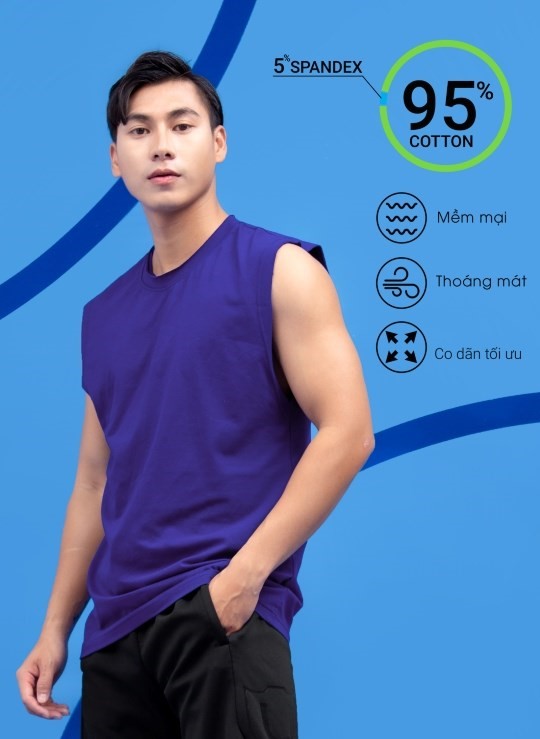 5% SPANDEX
95%
COTTON
Mềm mại
Thoáng mát
Co dãn tối ưu